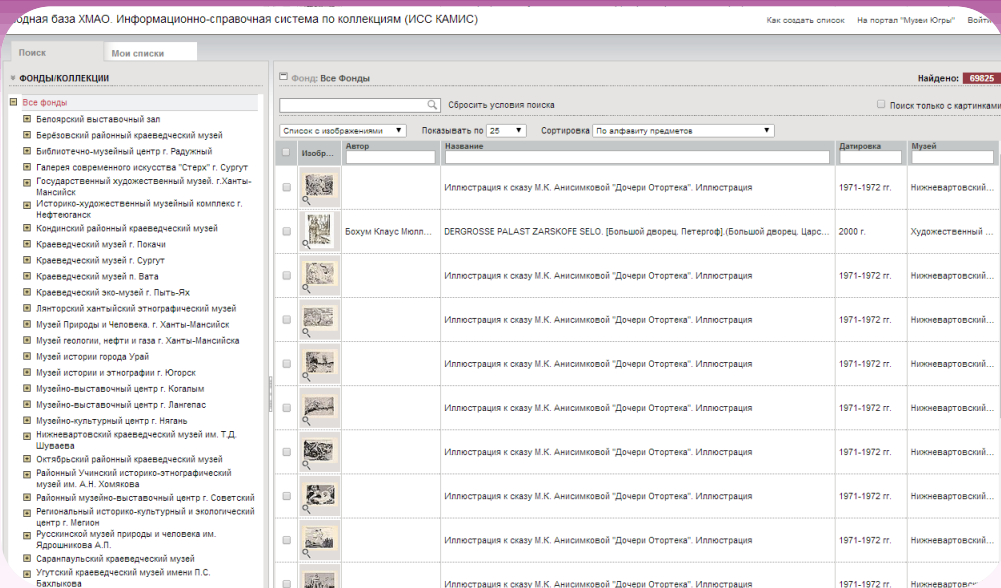 одная база ХМАО. Информационно-справочная система по коллекциям (ИСС КАМИС)
Как создать список На портал "Музеи Югры" Войти
Поиск Мои списки
ФОНДЫ/КОЛЛЕКЦИИ
Все фонды
Белоярский выставочный зал
Берёзовский районный краеведческий музей
Библиотечно-музейный центр г. Радужный
Галерея современного искусства "Стерх" г. Сургут
Государственный художественный музей. г.Ханты-
Мансийск
Историко-художественный музейный комплекс г.
Нефтеюганск
Кондинский районный краеведческий музей
Краеведческий музей г. Покачи
Краеведческий музей г. Сургут
Краеведческий музей п. Вата
Краеведческий эко-музей г. Пыть-Ях
Лянторский хантыйский этнографический музей
Музей Природы и Человека. г. Ханты-Мансийск
Музей геологии, нефти и газа г. Ханты-Мансийска
Музей истории города Урай
Музей истории и этнографии г. Югорск
Музейно-выставочный центр г. Когалым
Музейно-выставочный центр г. Лангепас
Музейно-культурный центр г. Нягань
Нижневартовский краеведческий музей им. Т.Д.
Шуваева
Октябрьский районный краеведческий музей
Районный Учинский историко-этнографический
музей им. А.Н. Хомякова
Районный музейно-выставочный центр г. Советский
Региональный историко-культурный и экологический
центр г. Мегион
Русскинской музей природы и человека им.
Ядрошникова А.П.
Саранпаульский краеведческий музей
Угутский краеведческий музей имени П.С.
Бахлыкова
Фонд: Все Фонды Найдено: 69825
Сбросить условия поиска Поиск только с картинками
Список с изображениями Показывать по 25 Сортировка По алфавиту предметов
Изобр... Автор Название Датировка Музей
Иллюстрация к сказу М.К. Анисимковой "Дочери Отортека". Иллюстрация 1971-1972 гг. Нижневартовский...
Бохум Клаус Мюлл... DERGROSSE PALAST ZARSKOFE SELO. [Большой дворец. Петергоф].(Большой дворец. Царс... 2000 г. Художественный ...
Иллюстрация к сказу М.К. Анисимковой "Дочери Отортека". Иллюстрация 1971-1972 гг. Нижневартовский...
Иллюстрация к сказу М.К. Анисимковой "Дочери Отортека". Иллюстрация 1971-1972 гг. Нижневартовский...
Иллюстрация к сказу М.К. Анисимковой "Дочери Отортека". Иллюстрация 1971-1972 гг. Нижневартовский...
Иллюстрация к сказу М.К. Анисимковой "Дочери Отортека". Иллюстрация 1971-1972 гг. Нижневартовский...
Иллюстрация к сказу М.К. Анисимковой "Дочери Отортека". Иллюстрация 1971-1972 гг. Нижневартовский...
Иллюстрация к сказу М.К. Анисимковой "Дочери Отортека". Иллюстрация 1971-1972 гг. Нижневартовский...
Иллюстрация к сказу М.К. Анисимковой "Дочери Отортека". Иллюстрация 1971-1972 гг. Нижневартовский...
Иллюстрация к сказу М.К. Анисимковой "Дочери Отортека". Иллюстрация 1971-1972 гг. Нижневартовск